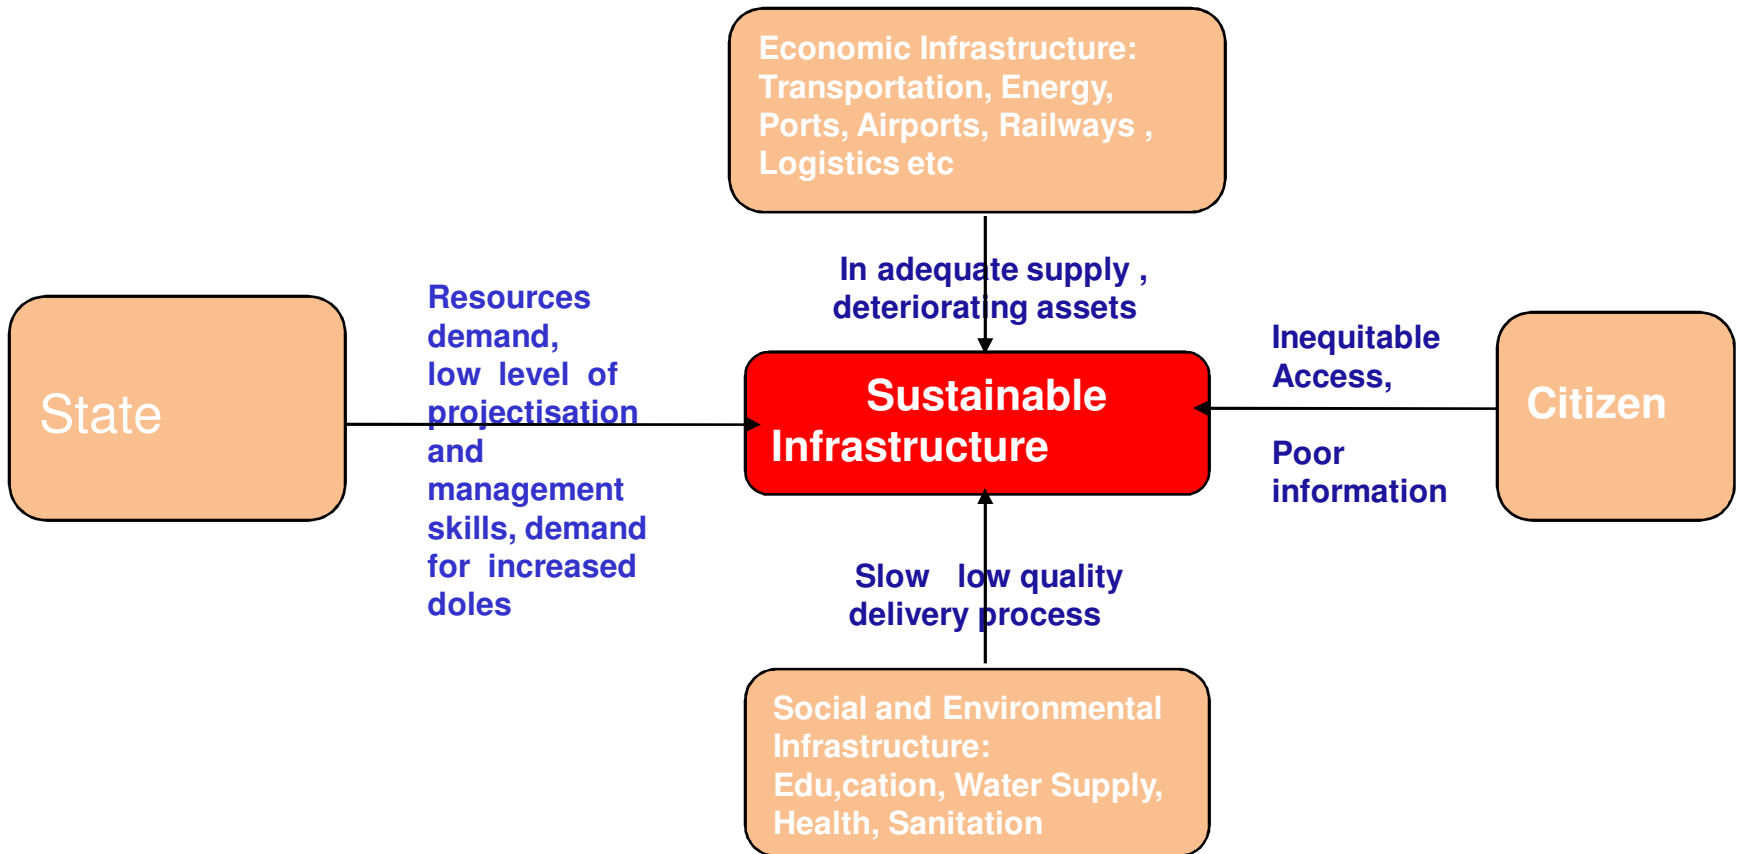 Economic Infrastructure:
Transportation, Energy,
Ports, Airports, Railways ,
Logistics etc
In adequate supply ,
deteriorating assets
State
Resources
demand,
low level of
projectisation
and
management
skills, demand
for increased
doles
Sustainable
Infrastructure
Inequitable
Access,
Poor
information
Citizen
Slow low quality
delivery process
Social and Environmental
Infrastructure:
Edu,cation, Water Supply,
Health, Sanitation